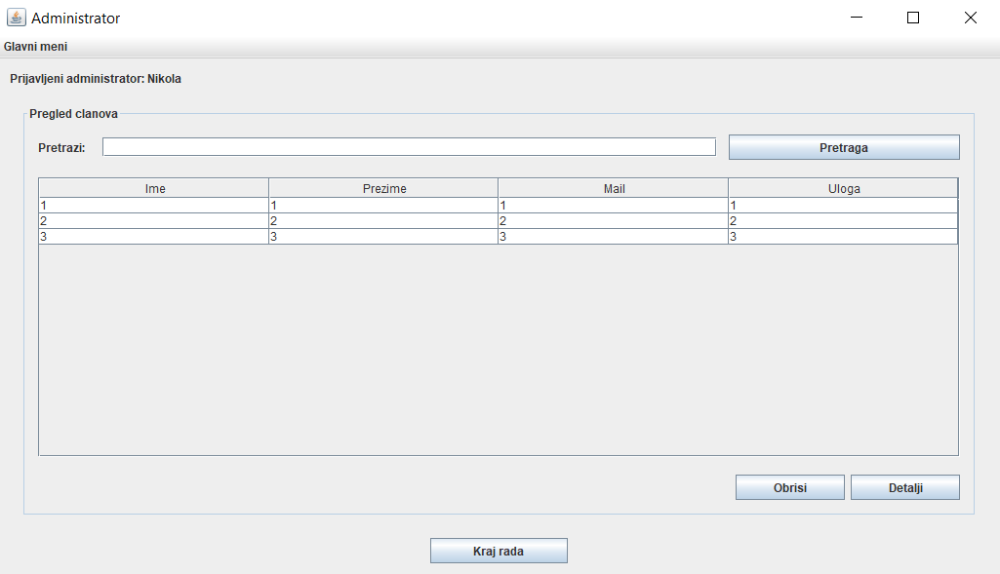 Administrator
Glavni meni
Prijavljeni administrator: Nikola
Pregled clanova
Pretrazi: Pretraga
Ime Prezime Mail Uloga
1 1 1 1
2 2 2 2
3 3 3 3
Obrisi Detalji
Kraj rada